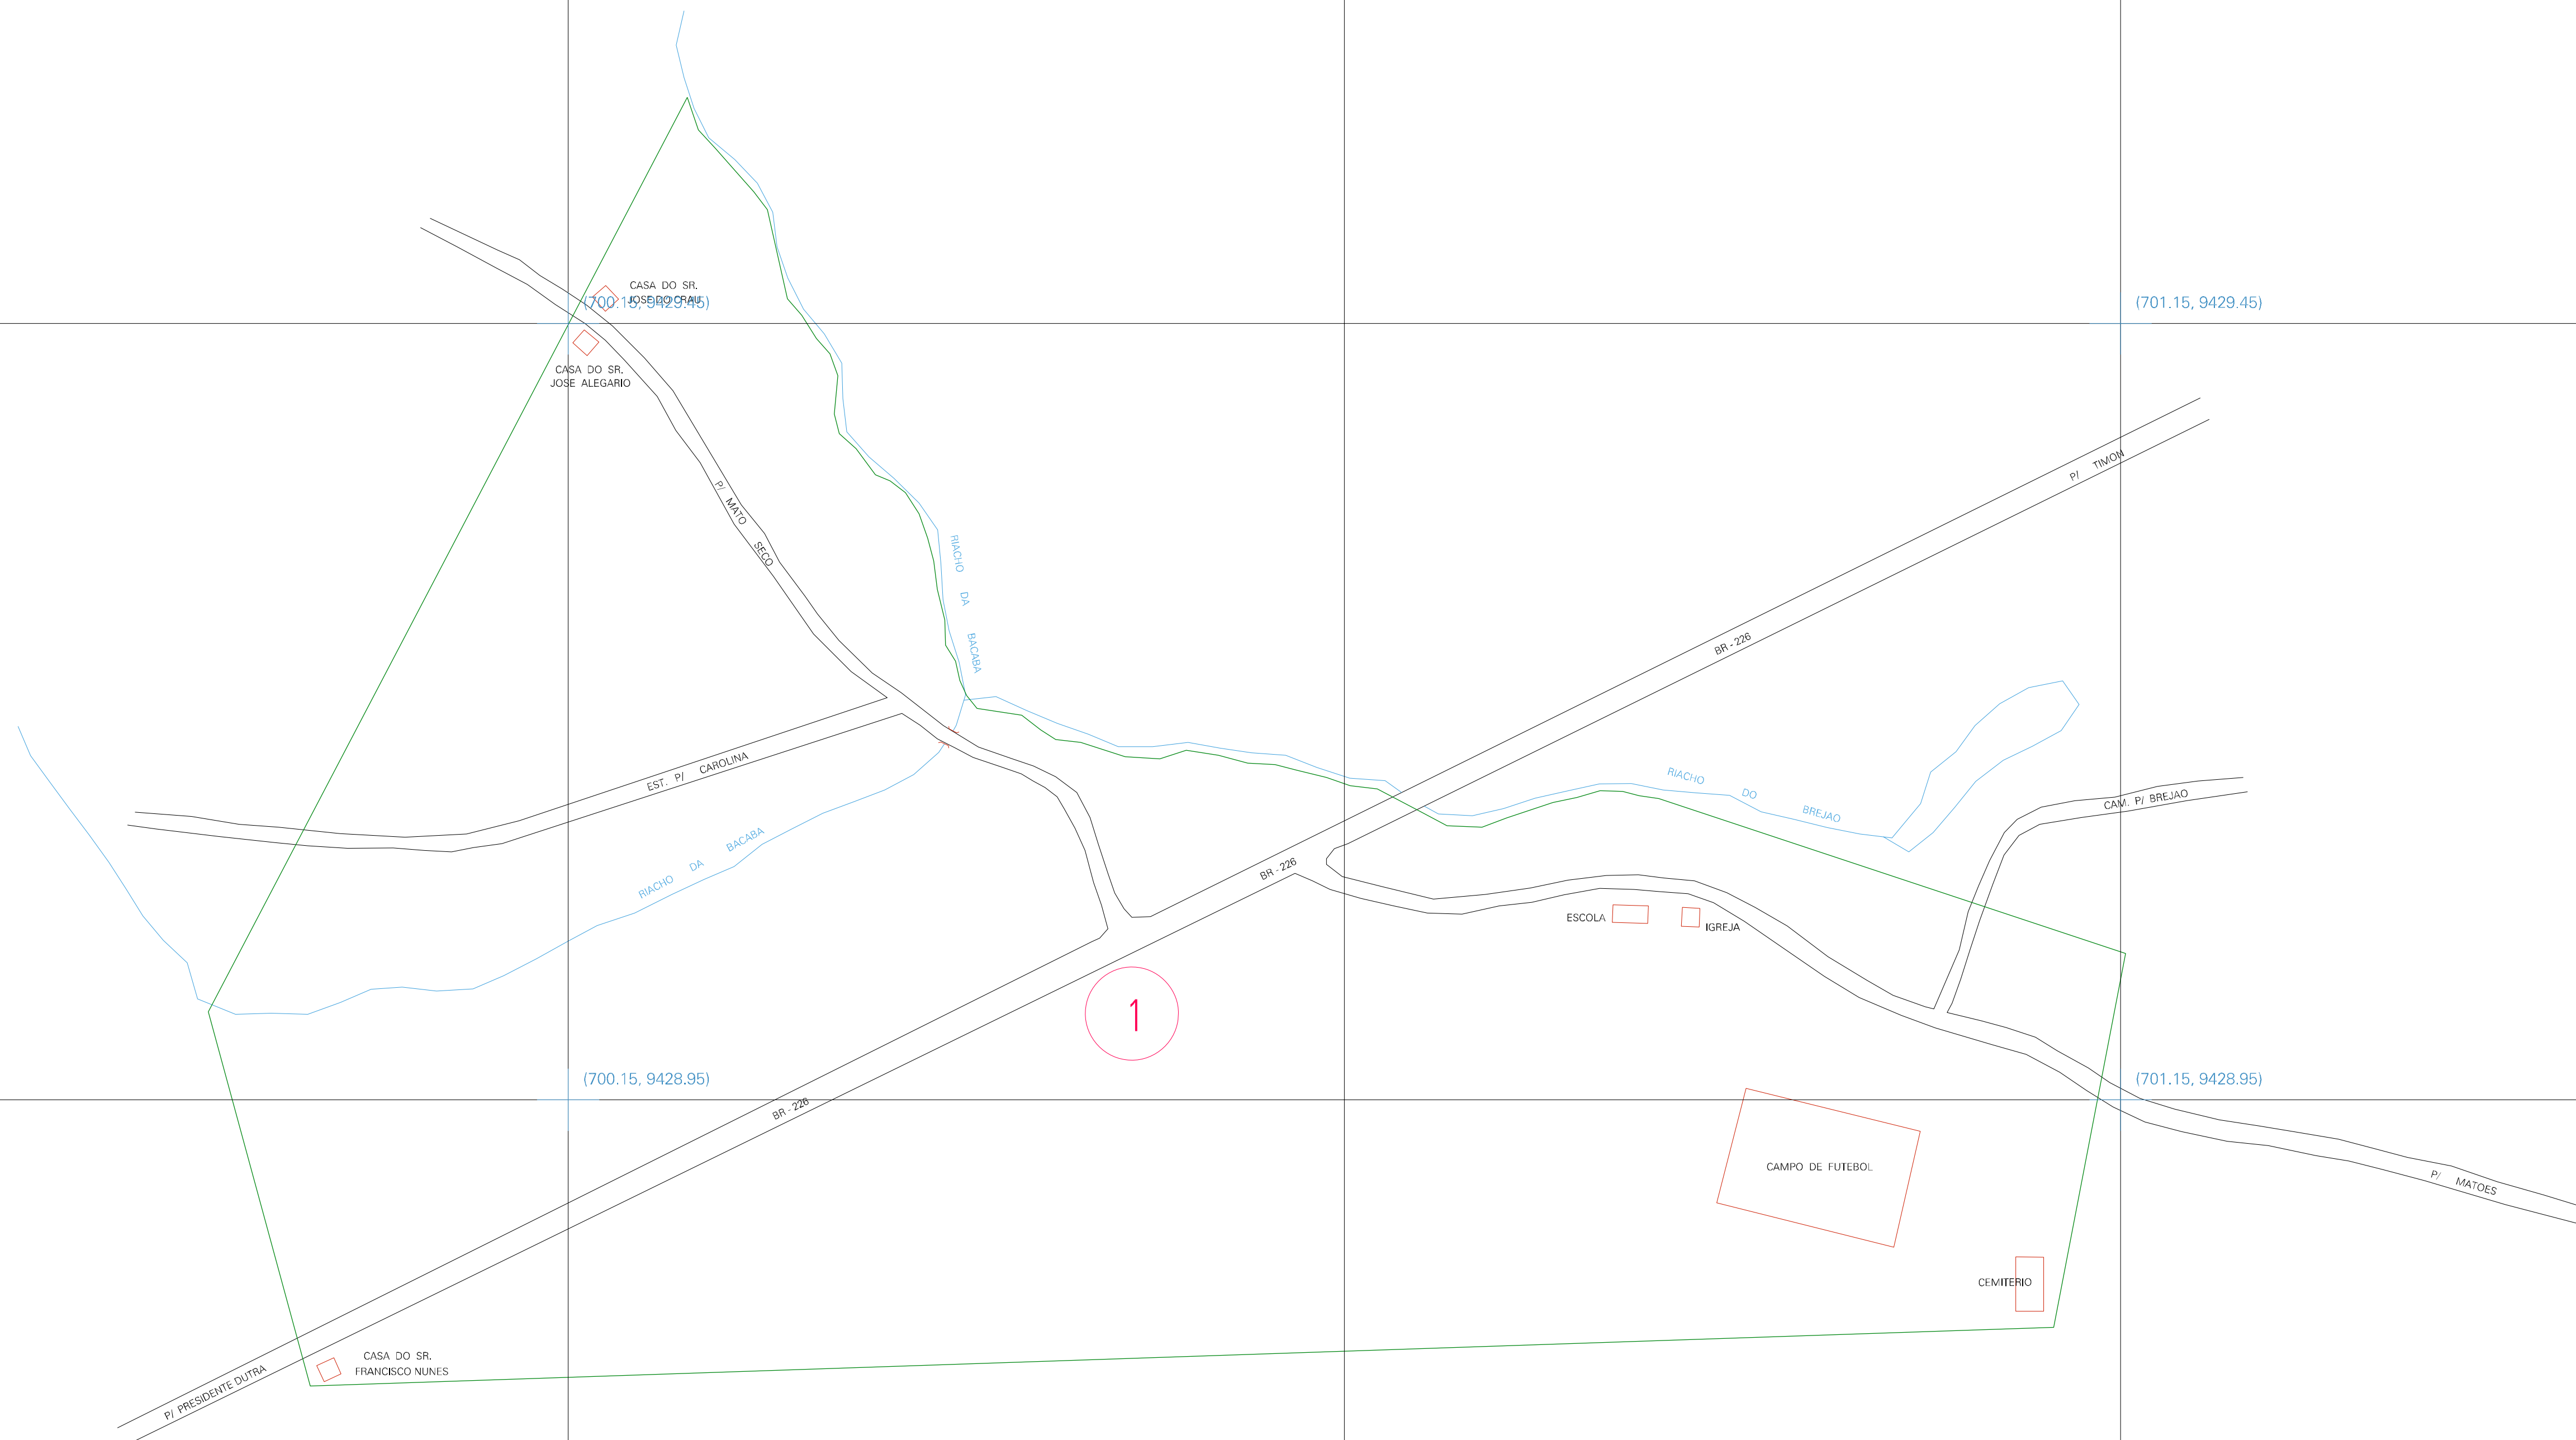 CASA DO SR.
JOSE DO CRAU
(700.15, 9429.45)
(701.15, 9429.45)
CASA DO SR.
JOSE ALEGARIO
P/ TIMON
P/ MATO SECO
RIACHO DA BACABA
BR - 226
EST. P/ CAROLINA
RIACHO DO BREJAO
CAM. P/ BREJAO
RIACHO DA BACABA
BR - 226
ESCOLA
IGREJA
1
(700.15, 9428.95)
(701.15, 9428.95)
BR - 226
CAMPO DE FUTEBOL
P/ MATOES
CEMITERIO
CASA DO SR.
FRANCISCO NUNES
P/ PRESIDENTE DUTRA